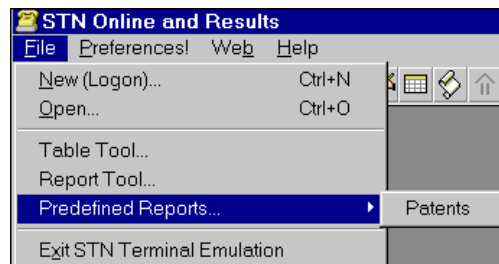 STN Online and Results
File Preferences! Web Help
New (Logon)... Ctrl+N
Open... Ctrl+O
Table Tool...
Report Tool...
Predefined Reports... Patents
Exit STN Terminal Emulation